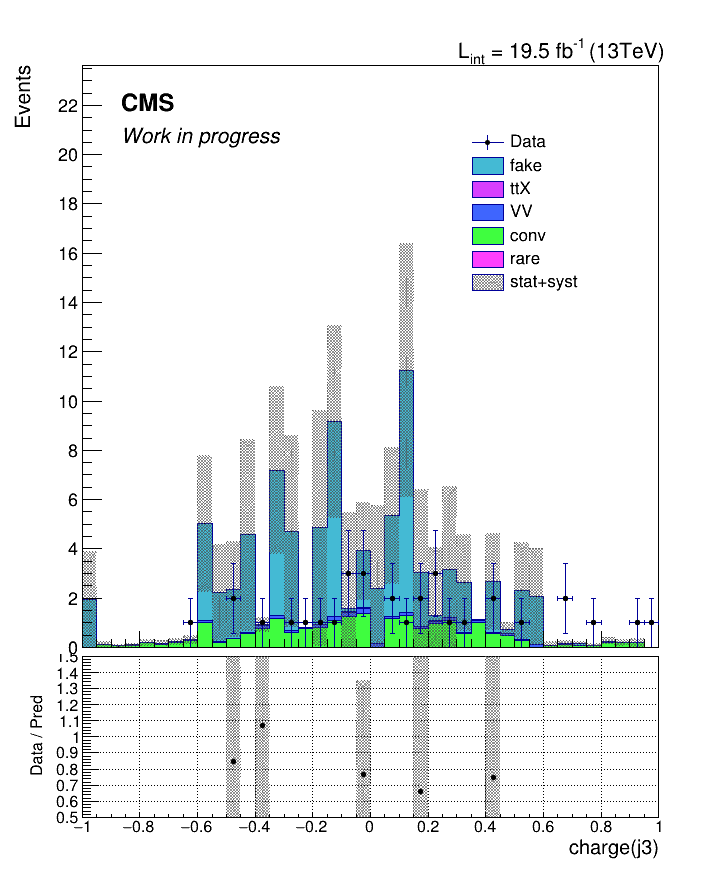 L_int = 19.5 fb^-1 (13TeV)
Events
CMS
Work in progress
22
20
18
16
14
12
10
8
6
4
2
0
Data
fake
ttX
VV
conv
rare
stat+syst
Data / Pred
1.5
1.4
1.3
1.2
1.1
1
0.9
0.8
0.7
0.6
0.5
−1 −0.8 −0.6 −0.4 −0.2 0 0.2 0.4 0.6 0.8 1
charge(j3)